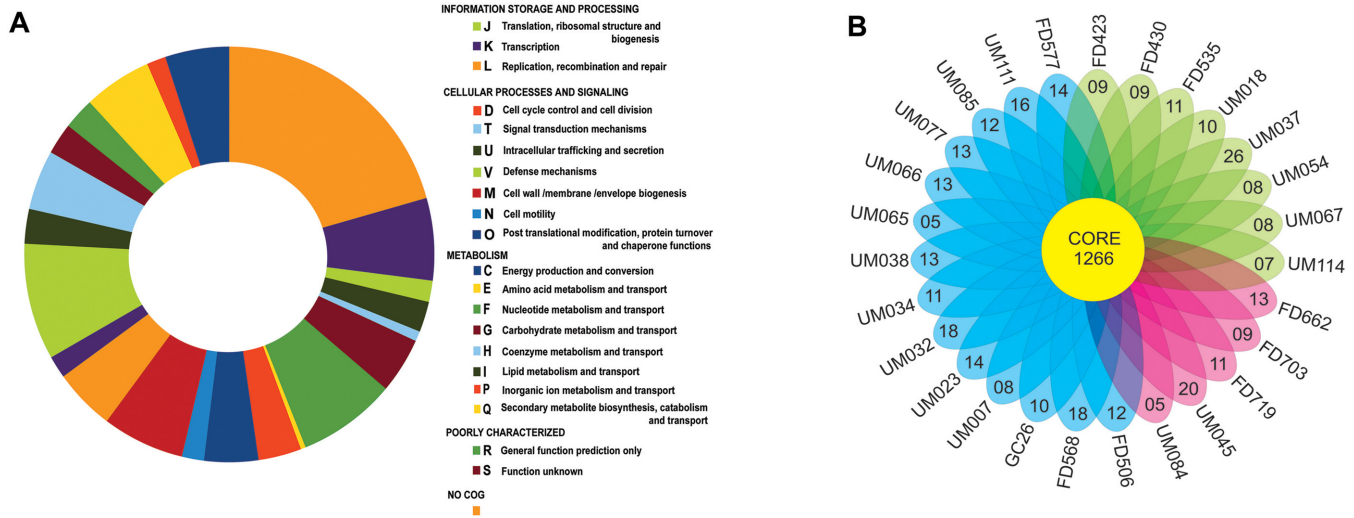 A
INFORMATION STORAGE AND PROCESSING
J Translation, ribosomal structure and
biogenesis
K Transcription
L Replication, recombination and repair
CELLULAR PROCESSES AND SIGNALING
D Cell cycle control and cell division
T Signal transduction mechanisms
U Intracellular trafficking and secretion
V Defense mechanisms
M Cell wall /membrane /envelope biogenesis
N Cell motility
O Post translational modification, protein turnover
and chaperone functions
METABOLISM
C Energy production and conversion
E Amino acid metabolism and transport
F Nucleotide metabolism and transport
G Carbohydrate metabolism and transport
H Coenzyme metabolism and transport
I Lipid metabolism and transport
P Inorganic ion metabolism and transport
Q Secondary metabolite biosynthesis, catabolism
and transport
POORLY CHARACTERIZED
R General function prediction only
S Function unknown
NO COG
B
FD423 09
FD430 09
FD535 11
UM018 10
UM037 26
UM054 08
UM067 08
UM114 07
FD662 13
FD703 09
FD719 11
UM045 20
UM084 05
FD506 12
FD568 18
GC26 10
UM007 08
UM023 14
UM032 18
UM034 11
UM038 13
UM065 05
UM066 13
UM077 13
UM085 12
UM111 16
FD577 14
CORE
1266